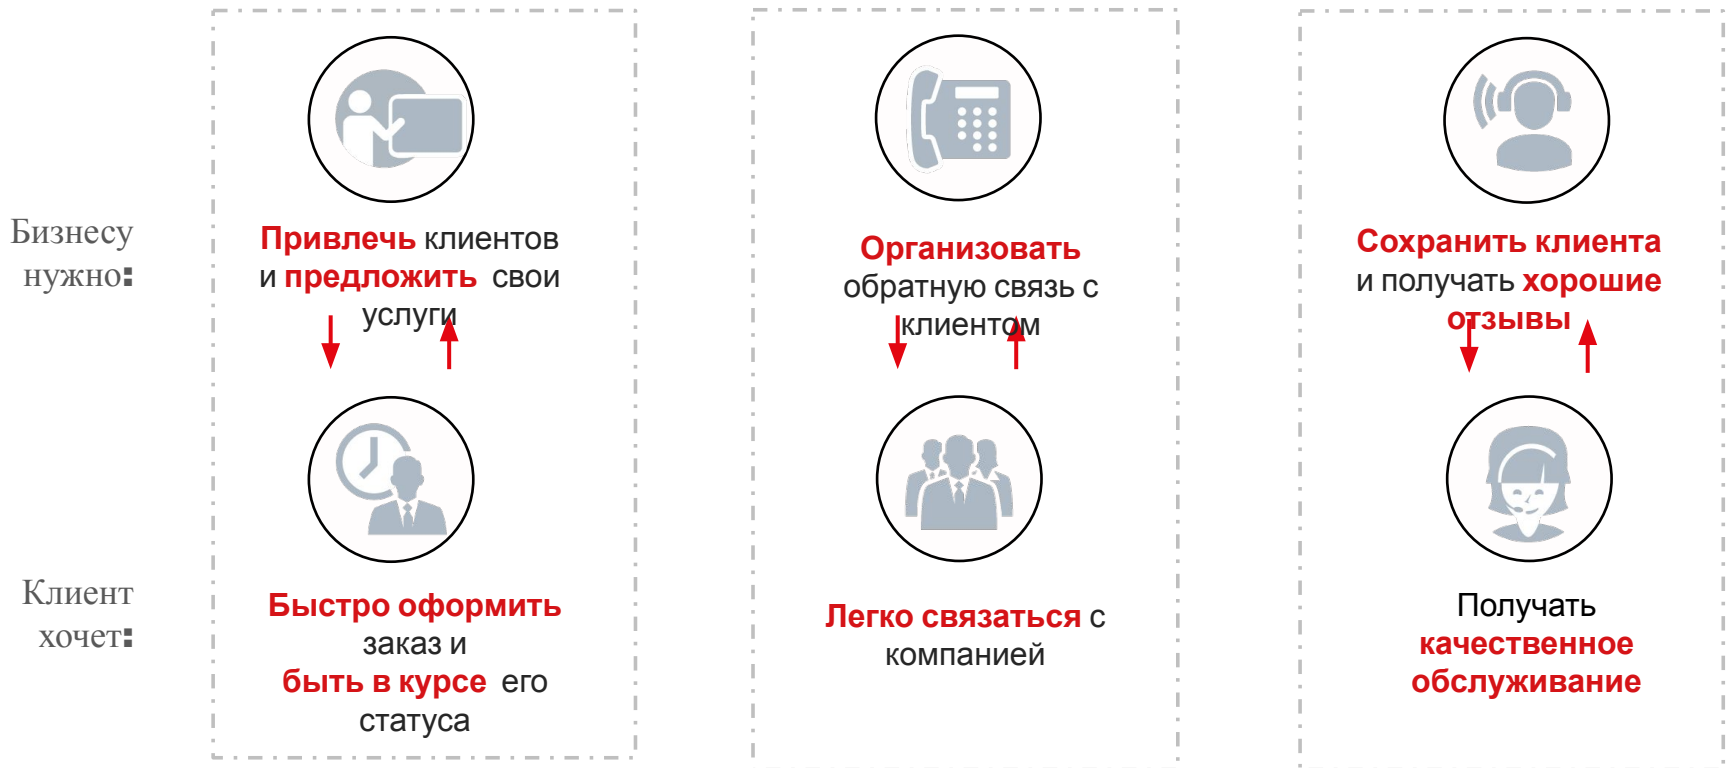 Бизнесу
нужно:
Привлечь клиентов
и предложить свои
услуги
Организовать
обратную связь с
клиентом
Сохранить клиента
и получать хорошие
отзывы
Клиент
хочет:
Быстро оформить
заказ и
быть в курсе его
статуса
Легко связаться с
компанией
Получать
качественное
обслуживание